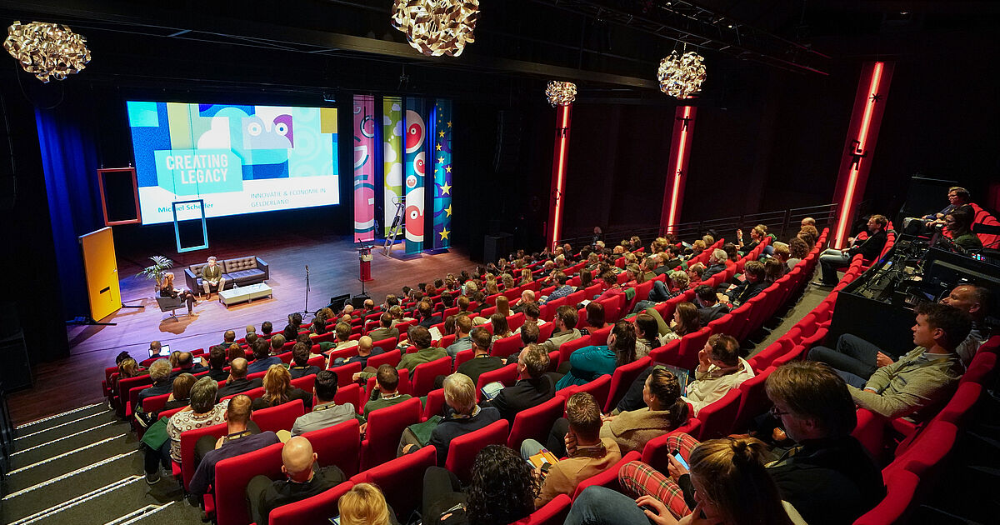 CREATING
LEGACY
Michiel Scheffer
INNOVATIE & ECONOMIE IN
GELDERLAND